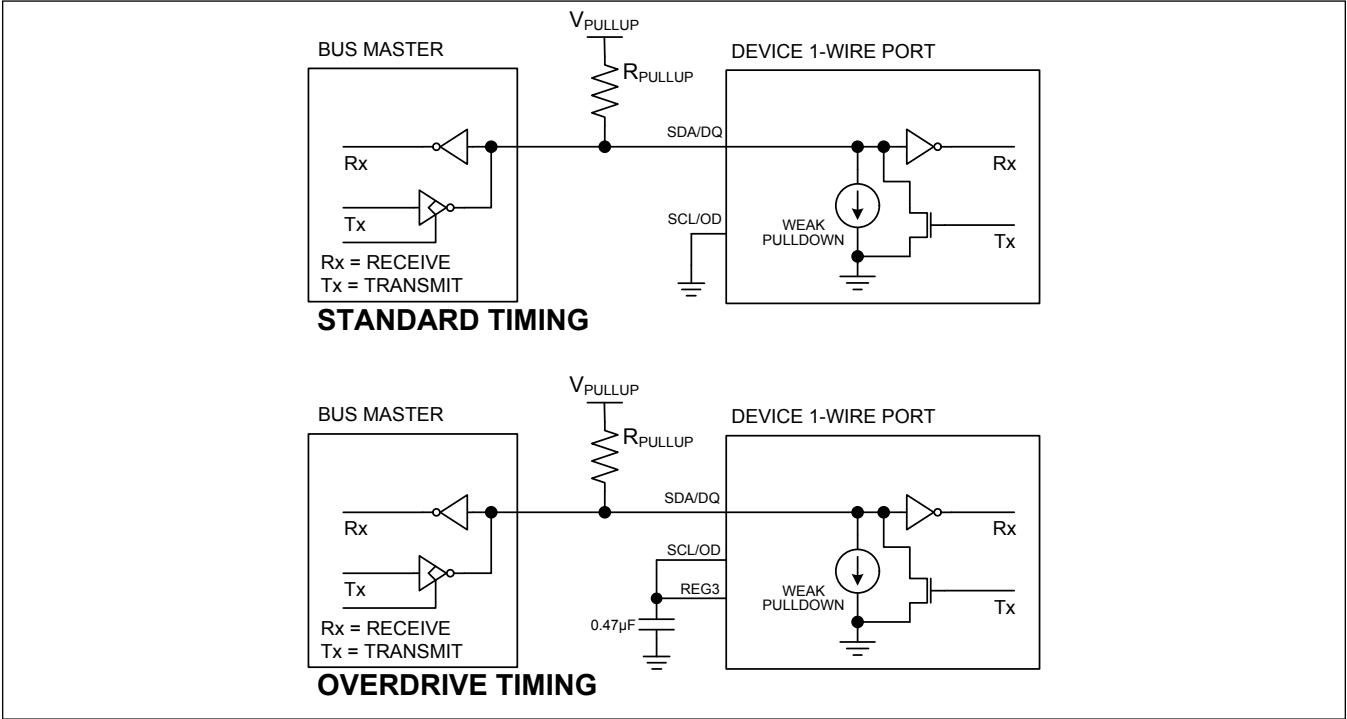 VPULLUP
BUS MASTER
DEVICE 1-WIRE PORT
RPULLUP
SDA/DQ
Rx
Rx
Tx
SCL/OD
WEAK
PULLDOWN
Tx
Rx = RECEIVE
Tx = TRANSMIT
STANDARD TIMING
VPULLUP
BUS MASTER
DEVICE 1-WIRE PORT
RPULLUP
SDA/DQ
Rx
Rx
SCL/OD
Tx
REG3
WEAK
PULLDOWN
Tx
0.47µF
Rx = RECEIVE
Tx = TRANSMIT
OVERDRIVE TIMING